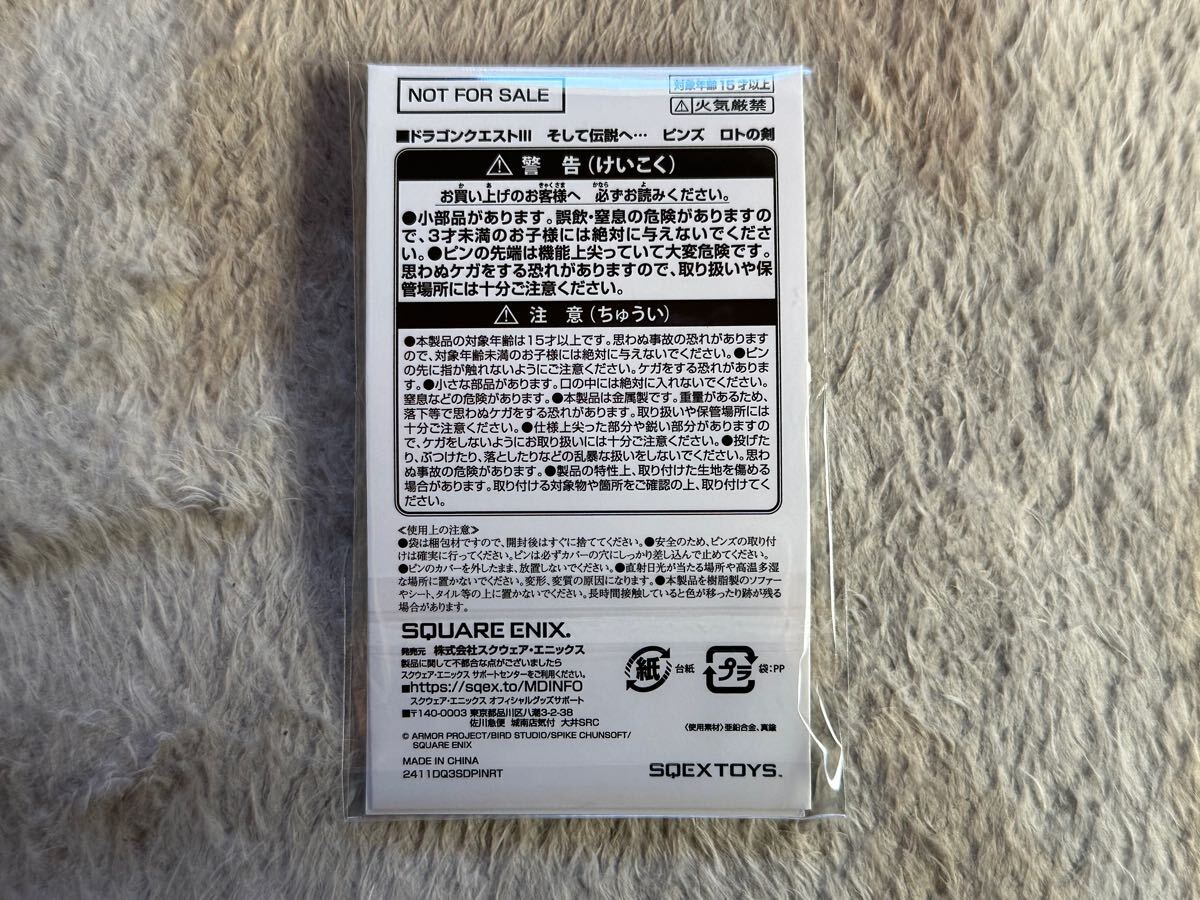 NOT FOR SALE
対象年齢15才以上
⚠火気厳禁
■ドラゴンクエストIII そして伝説へ… ピンズ ロトの剣
⚠ 警 告(けいこく)
お買い上げのお客様へ 必ずお読みください。
●小部品があります。誤飲・窒息の危険がありますの
で、3才未満のお子様には絶対に与えないでくださ
い。●ピンの先端は機能上尖っていて大変危険です。
思わぬケガをする恐れがありますので、取り扱いや保
管場所には十分ご注意ください。
⚠ 注 意(ちゅうい)
●本製品の対象年齢は15才以上です。思わぬ事故の恐れがあります
ので、対象年齢未満のお子様には絶対に与えないでください。●ピン
の先に指が触れないようにご注意ください。ケガをする恐れがありま
す。●小さな部品があります。口の中には絶対に入れないでください。
窒息などの危険があります。●本製品は金属製です。重量があるため、
落下等で思わぬケガをする恐れがあります。取り扱いや保管場所には
十分ご注意ください。●仕様上尖った部分や鋭い部分がありますの
で、ケガをしないようにお取り扱いには十分ご注意ください。●投げた
り、ぶつけたり、落としたりなどの乱暴な扱いをしないでください。思わ
ぬ事故の危険があります。●製品の特性上、取り付けた生地を傷める
場合があります。取り付ける対象物や箇所をご確認の上、取り付けてく
ださい。
≪使用上の注意≫
●袋は梱包材ですので、開封後はすぐに捨ててください。●安全のため、ピンズの取り付
けは確実に行ってください。ピンは必ずカバーの穴にしっかり差し込んで止めてください。
●ピンのカバーを外したまま、放置しないでください。●直射日光が当たる場所や高温多湿
な場所に置かないでください。変形、変質の原因になります。●本製品を樹脂製のソファー
やシート、タイル等の上に置かないでください。長時間接触していると色が移ったり跡が残る
場合があります。
SQUARE ENIX.
発売元 株式会社スクウェア・エニックス
製品に関して不都合な点がございましたら
スクウェア・エニックス サポートセンターをご利用ください。
■https://sqex.to/MDINFO
スクウェア・エニックス オフィシャルグッズサポート
■〒140-0003 東京都品川区八潮3-2-38
佐川急便 城南店気付 大井SRC
© ARMOR PROJECT/BIRD STUDIO/SPIKE CHUNSOFT/
SQUARE ENIX
MADE IN CHINA
2411DQ3SDPINRT
紙 台紙
プラ 袋:PP
〈使用素材〉亜鉛合金、真鍮
SQEXTOYS.